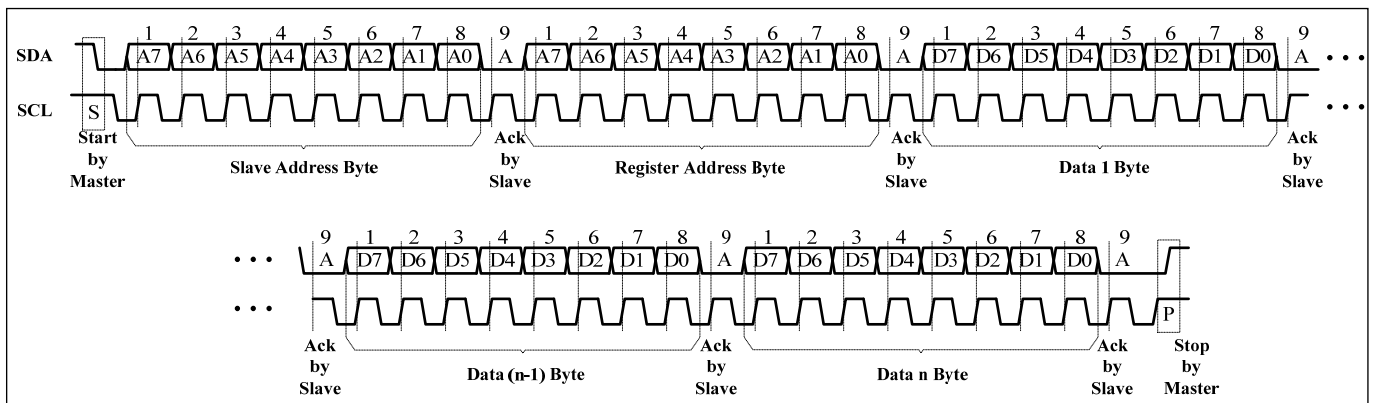 1 2 3 4 5 6 7 8 9 1 2 3 4 5 6 7 8 9 1 2 3 4 5 6 7 8 9
SDA A7 A6 A5 A4 A3 A2 A1 A0 A A7 A6 A5 A4 A3 A2 A1 A0 A D7 D6 D5 D4 D3 D2 D1 D0 A • • •
SCL S • • •
Start by Master
Slave Address Byte
Ack by Slave
Register Address Byte
Ack by Slave
Data 1 Byte
Ack by Slave
9 1 2 3 4 5 6 7 8 9 1 2 3 4 5 6 7 8 9
• • • A D7 D6 D5 D4 D3 D2 D1 D0 A D7 D6 D5 D4 D3 D2 D1 D0 A
• • • P
Ack by Slave
Data (n-1) Byte
Ack by Slave
Data n Byte
Ack by Slave
Stop by Master